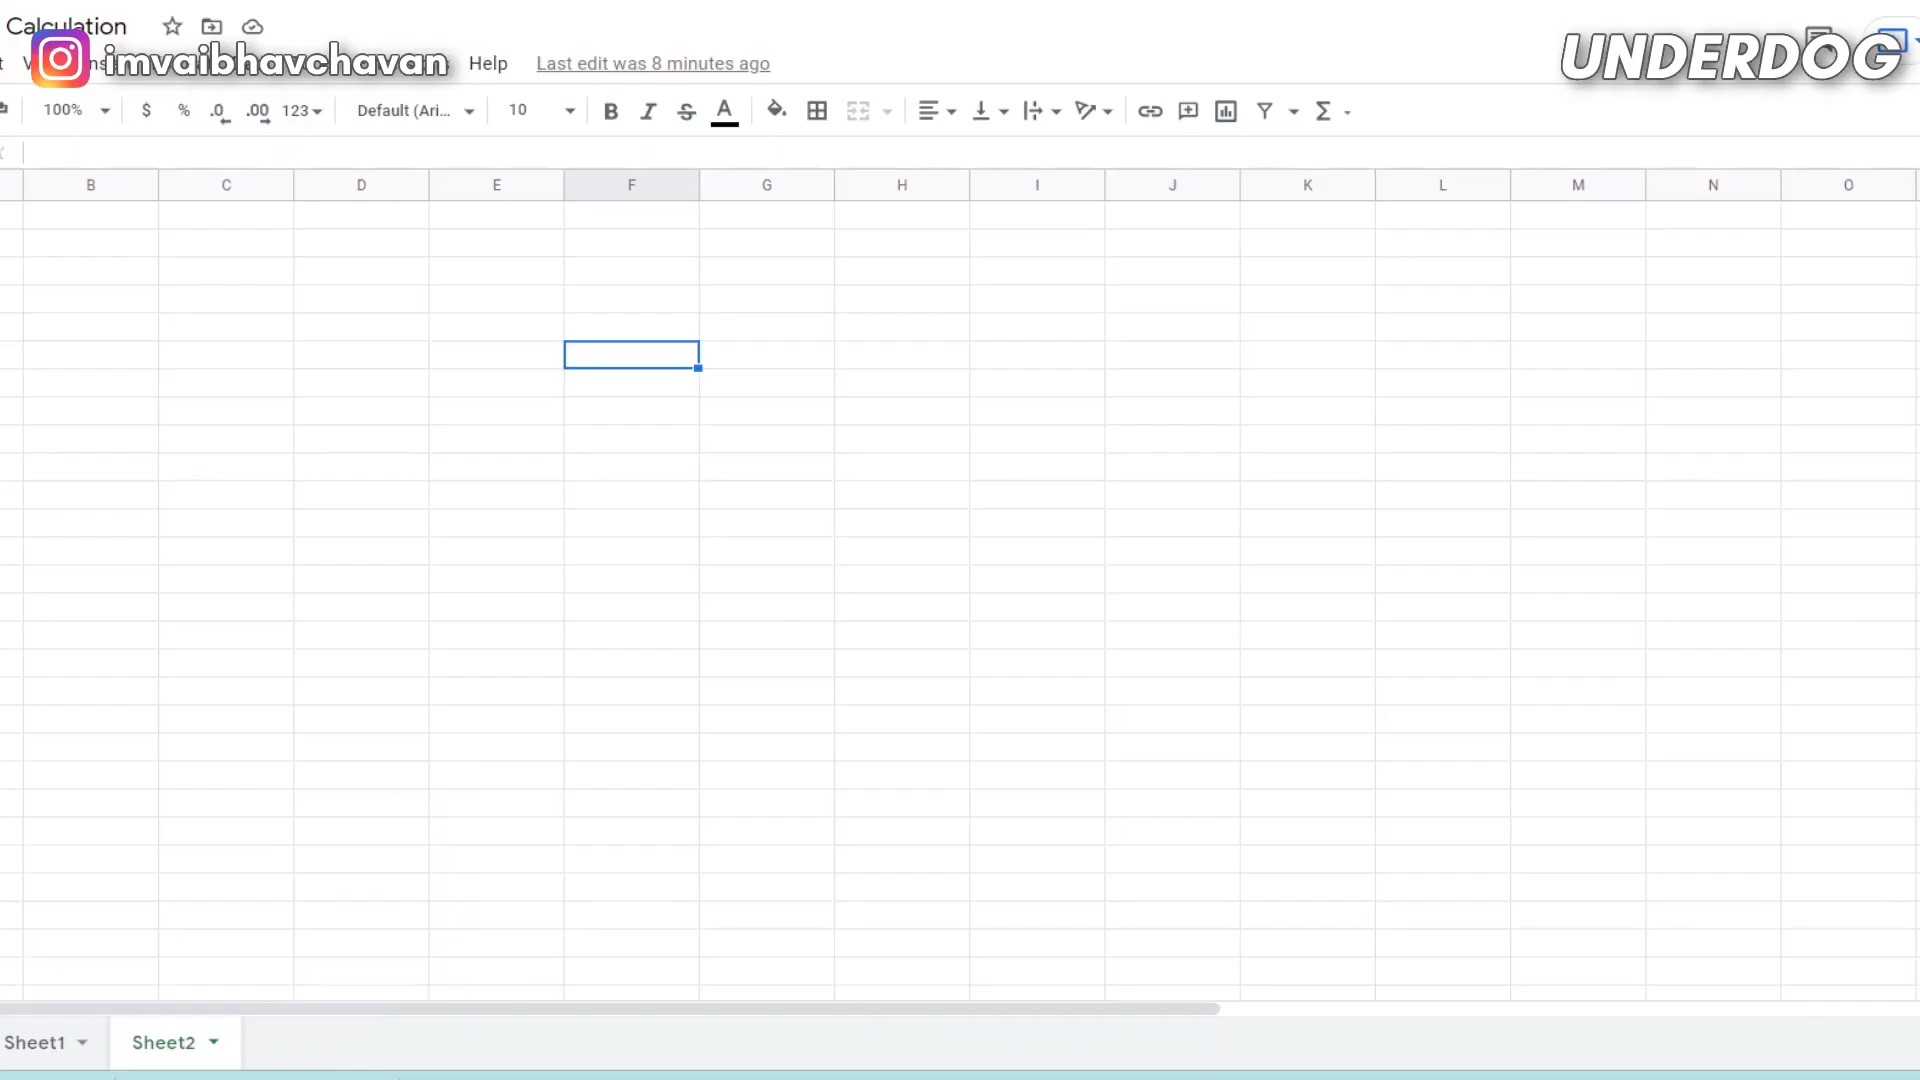 Calculation
imvaibhavchavan
Help
Last edit was 8 minutes ago
UNDERDOG
100%
$
%
.0
.00
123
Default (Ari...
10
B
I
S
A
Σ
B C D E F G H I J K L M N O
Sheet1
Sheet2